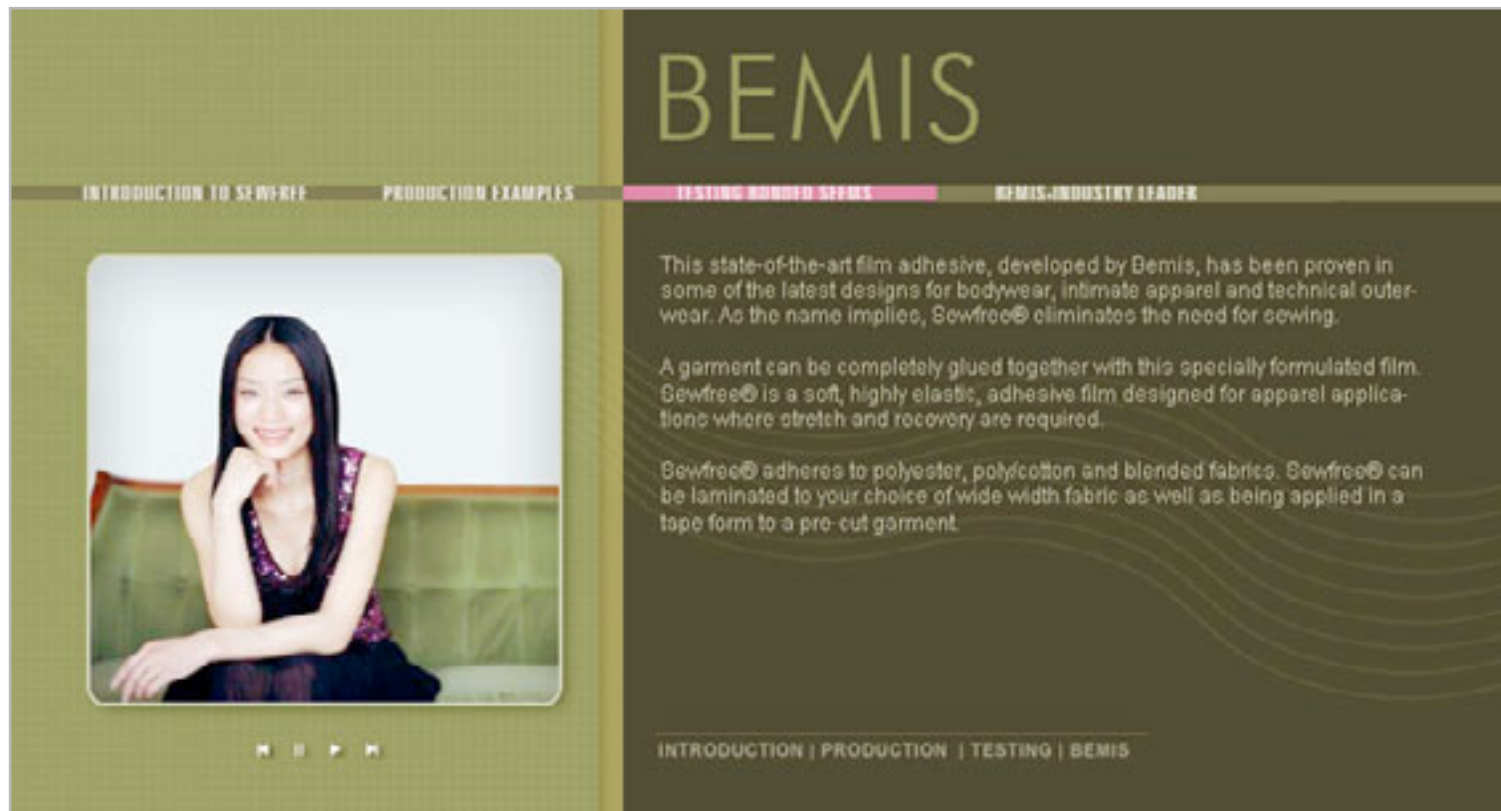 BEMIS
INTRODUCTION TO SEWFREE PRODUCTION EXAMPLES TESTING BONDED SEEMS BEMIS-INDUSTRY LEADER
This state-of-the-art film adhesive, developed by Bemis, has been proven in
some of the latest designs for bodywear, intimate apparel and technical outer-
wear. As the name implies, Sewfree® eliminates the need for sewing.
A garment can be completely glued together with this specially formulated film.
Sewfree® is a soft, highly elastic, adhesive film designed for apparel applica-
tions where stretch and recovery are required.
Sewfree® adheres to polyester, poly/cotton and blended fabrics. Sewfree® can
be laminated to your choice of wide width fabric as well as being applied in a
tape form to a pre-cut garment.
INTRODUCTION | PRODUCTION | TESTING | BEMIS